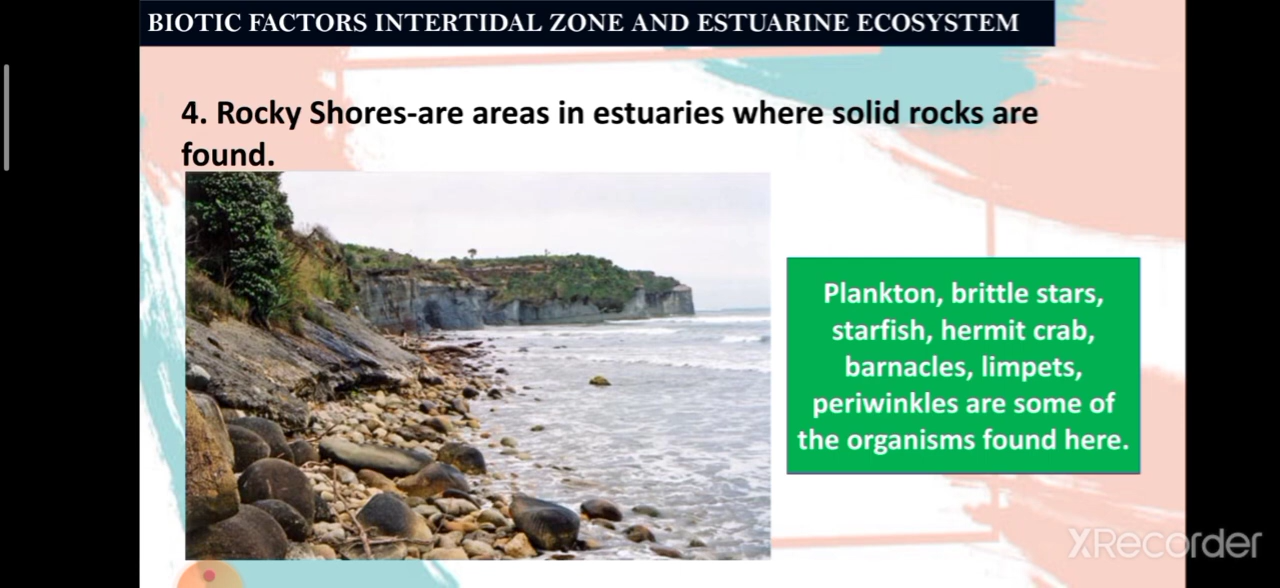 BIOTIC FACTORS INTERTIDAL ZONE AND ESTUARINE ECOSYSTEM
4. Rocky Shores-are areas in estuaries where solid rocks are
found.
Plankton, brittle stars,
starfish, hermit crab,
barnacles, limpets,
periwinkles are some of
the organisms found here.
XRecorder